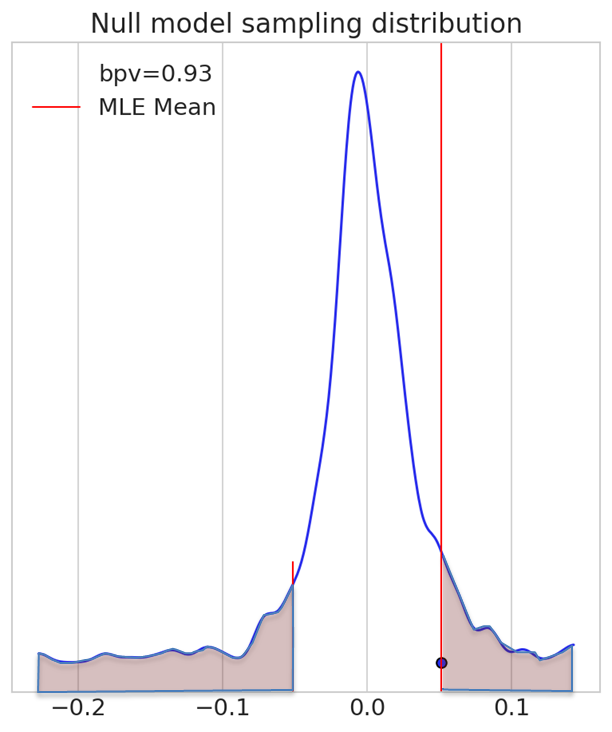 Null model sampling distribution
bpv=0.93
MLE Mean
−0.2 −0.1 0.0 0.1